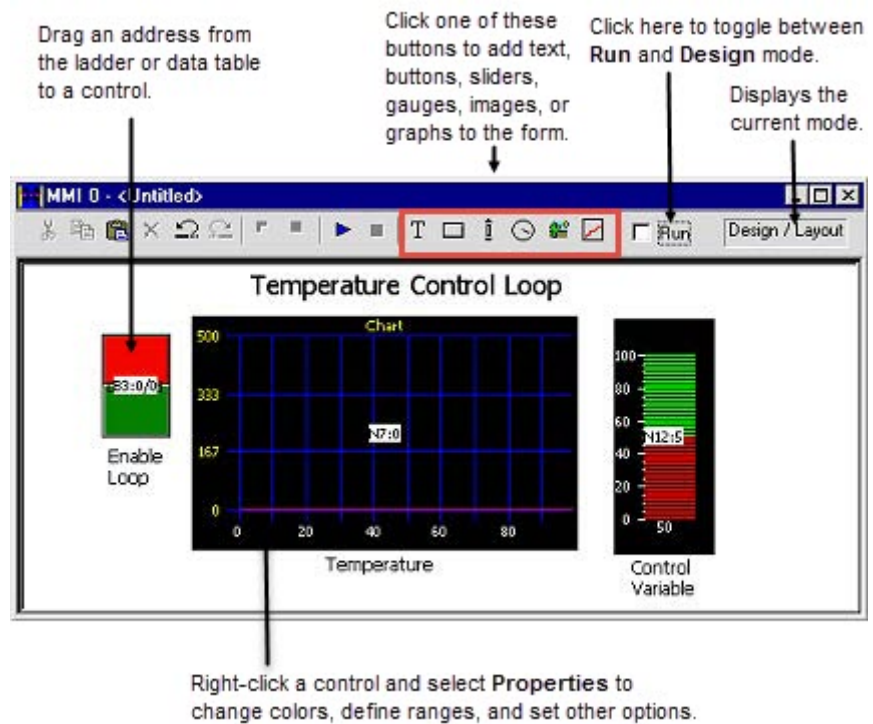 Drag an address from
the ladder or data table
to a control.
Click one of these
buttons to add text,
buttons, sliders,
gauges, images, or
graphs to the form.
Click here to toggle between
Run and Design mode.
Displays the
current mode.
MMI 0 - <Untitled>
T
Run
Design / Layout
Temperature Control Loop
B3:0/0
Enable
Loop
Chart
500
333
167
0
N7:0
0 20 40 60 80
Temperature
100
80
60
40
20
0
N12:5
50
Control
Variable
Right-click a control and select Properties to
change colors, define ranges, and set other options.